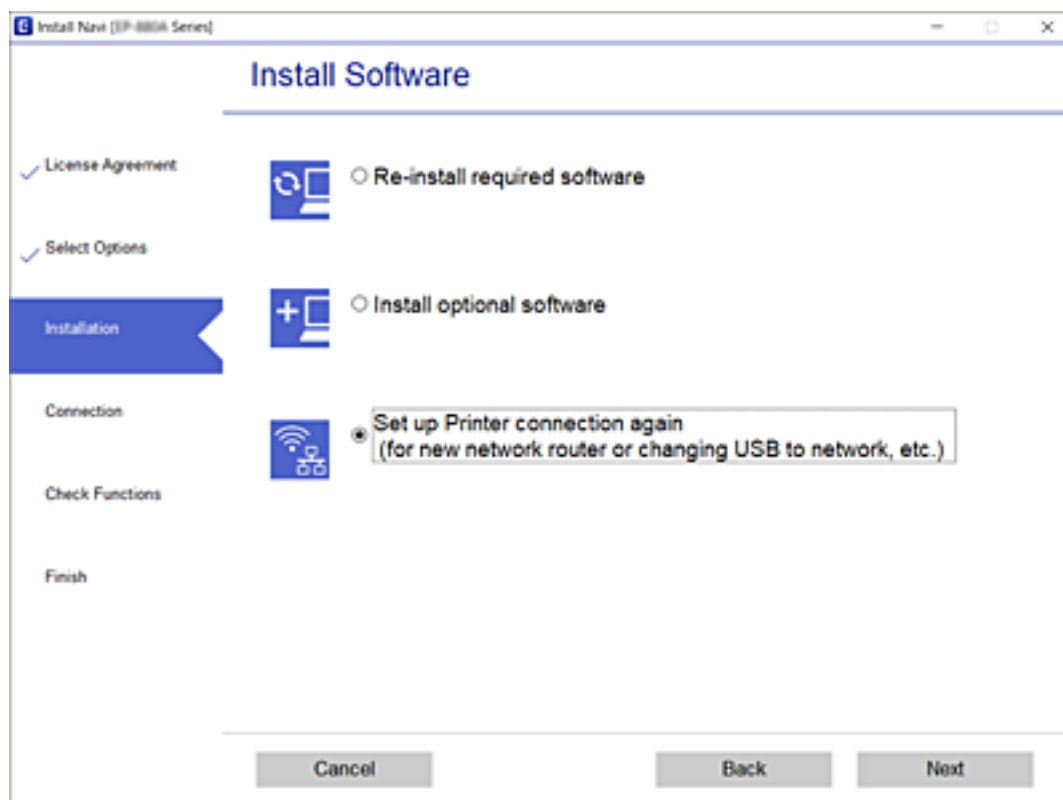 Install Navi [EP-880A Series]
Install Software
License Agreement
Select Options
Installation
Connection
Check Functions
Finish
Re-install required software
Install optional software
Set up Printer connection again
(for new network router or changing USB to network, etc.)
Cancel
Back
Next